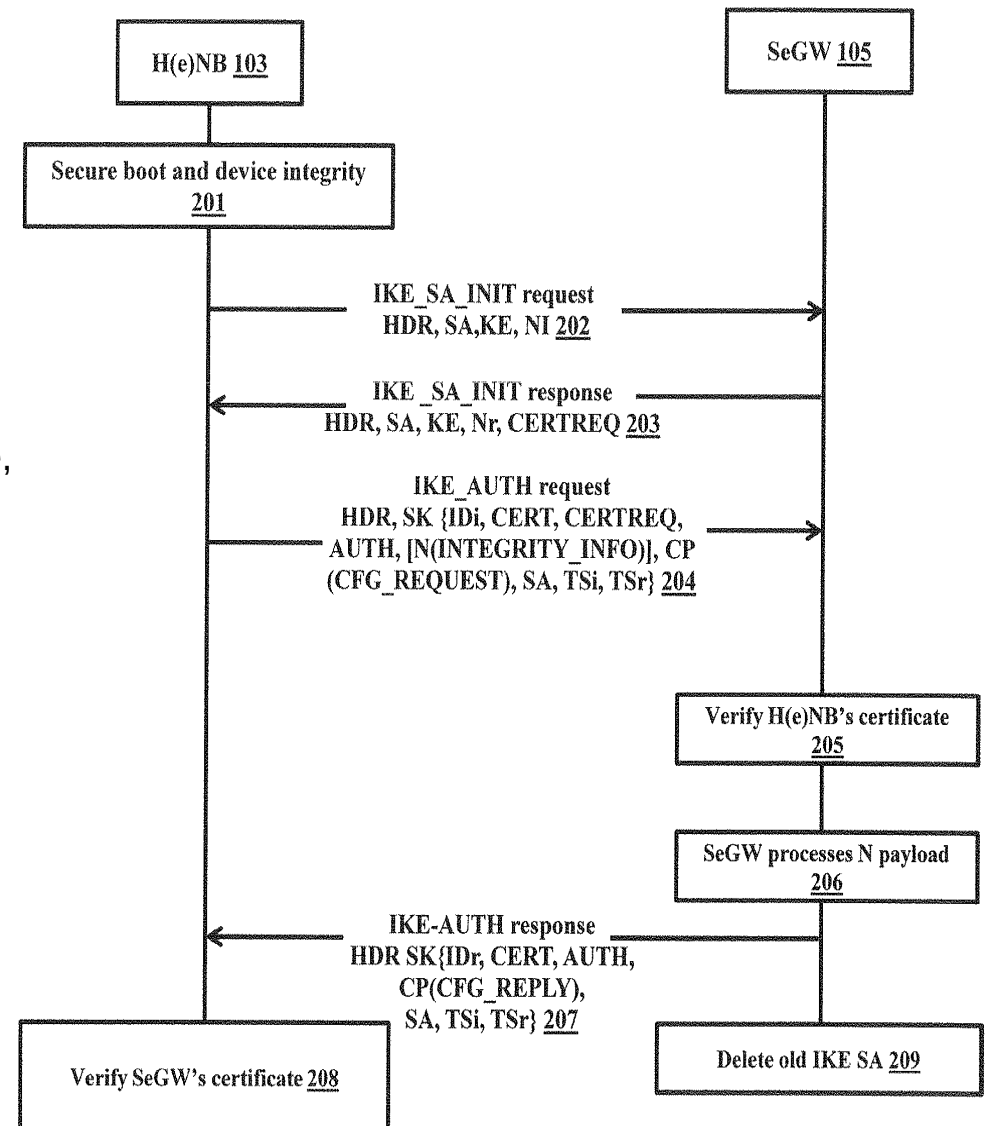 H(e)NB 103
SeGW 105
Secure boot and device integrity
201
IKE_SA_INIT request
HDR, SA,KE, NI 202
IKE _SA_INIT response
HDR, SA, KE, Nr, CERTREQ 203
,
IKE_AUTH request
HDR, SK {IDi, CERT, CERTREQ,
AUTH, [N(INTEGRITY_INFO)], CP
(CFG_REQUEST), SA, TSi, TSr} 204
Verify H(e)NB's certificate
205
SeGW processes N payload
206
IKE-AUTH response
HDR SK{IDr, CERT, AUTH,
CP(CFG_REPLY),
SA, TSi, TSr} 207
Verify SeGW's certificate 208
Delete old IKE SA 209